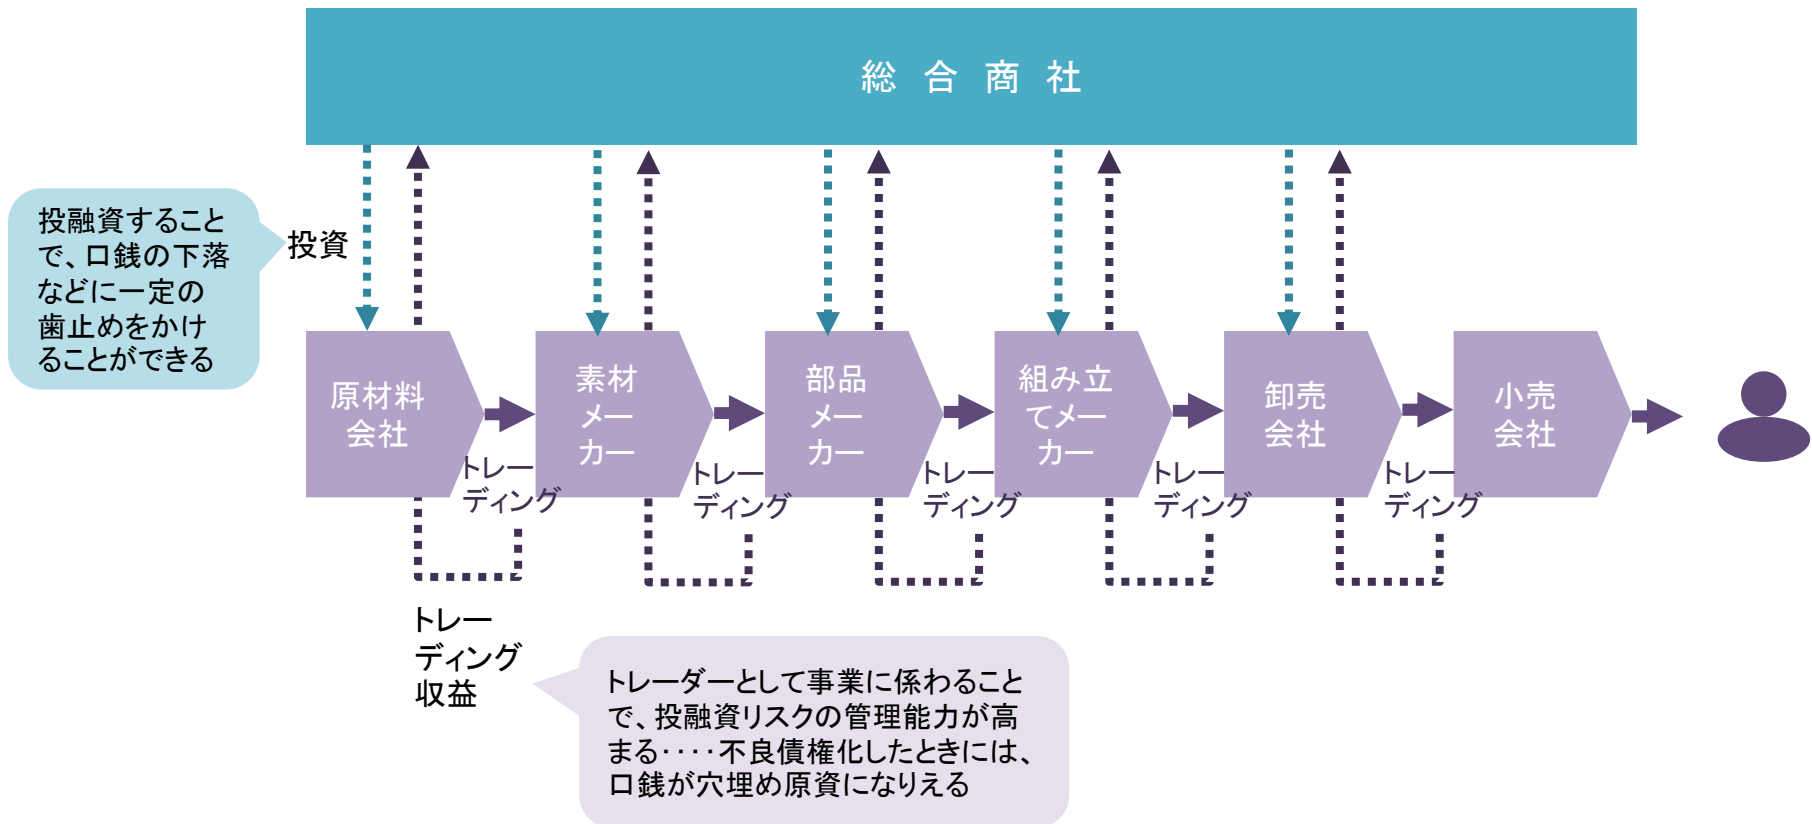 総合商社
投融資すること
で、口銭の下落
などに一定の
歯止めをかけ
ることができる
投資
原材料
会社
素材
メー
カー
部品
メー
カー
組み立
てメー
カー
卸売
会社
小売
会社
トレー
ディング
トレー
ディング
トレー
ディング
トレー
ディング
トレー
ディング
トレー
ディング
収益
トレーダーとして事業に係わること
で、投融資リスクの管理能力が高
まる・・・・不良債権化したときには、
口銭が穴埋め原資になりえる